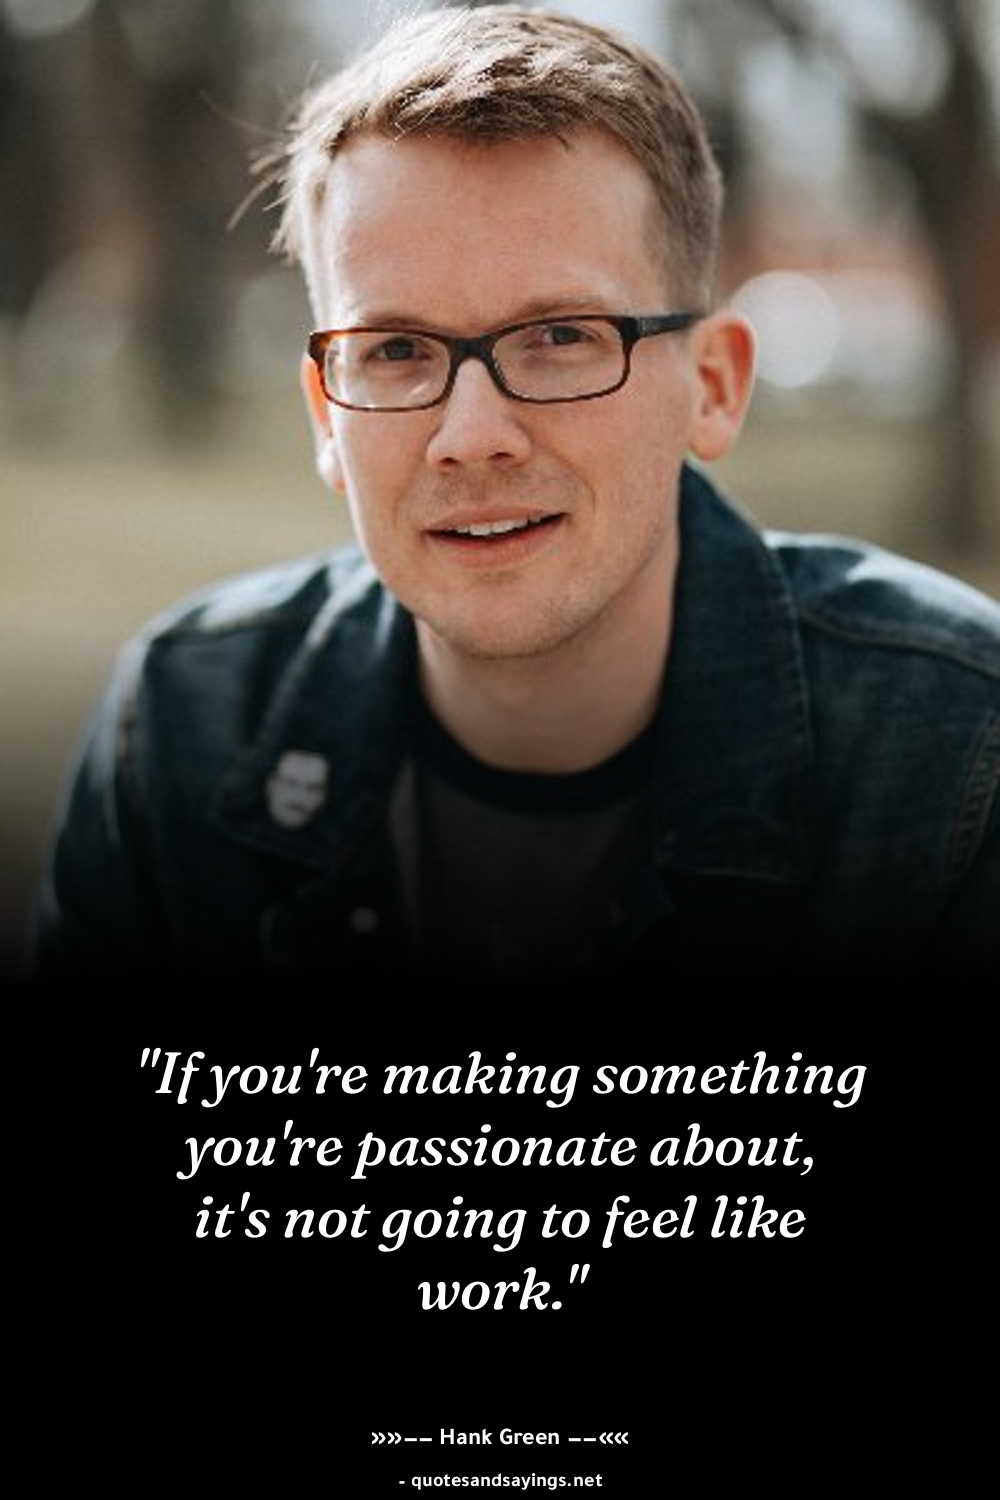 "If you're making something
you're passionate about,
it's not going to feel like
work."
»»–– Hank Green ––««
- quotesandsayings.net